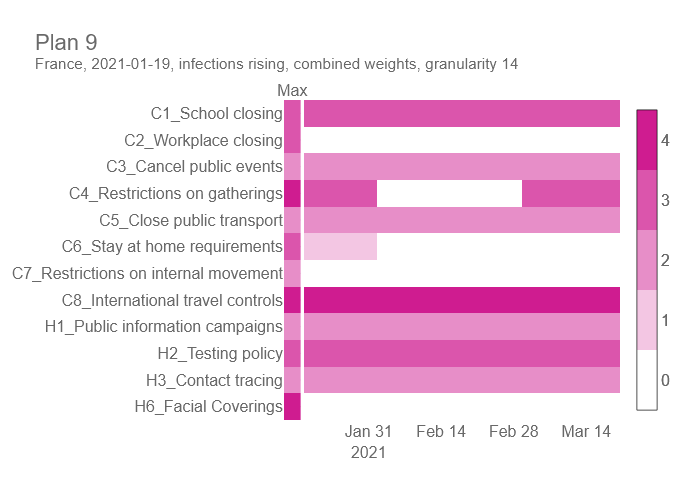 Plan 9
France, 2021-01-19, infections rising, combined weights, granularity 14
Max
C1_School closing
C2_Workplace closing
C3_Cancel public events
C4_Restrictions on gatherings
C5_Close public transport
C6_Stay at home requirements
C7_Restrictions on internal movement
C8_International travel controls
H1_Public information campaigns
H2_Testing policy
H3_Contact tracing
H6_Facial Coverings
4
3
2
1
0
Jan 31 Feb 14 Feb 28 Mar 14
2021